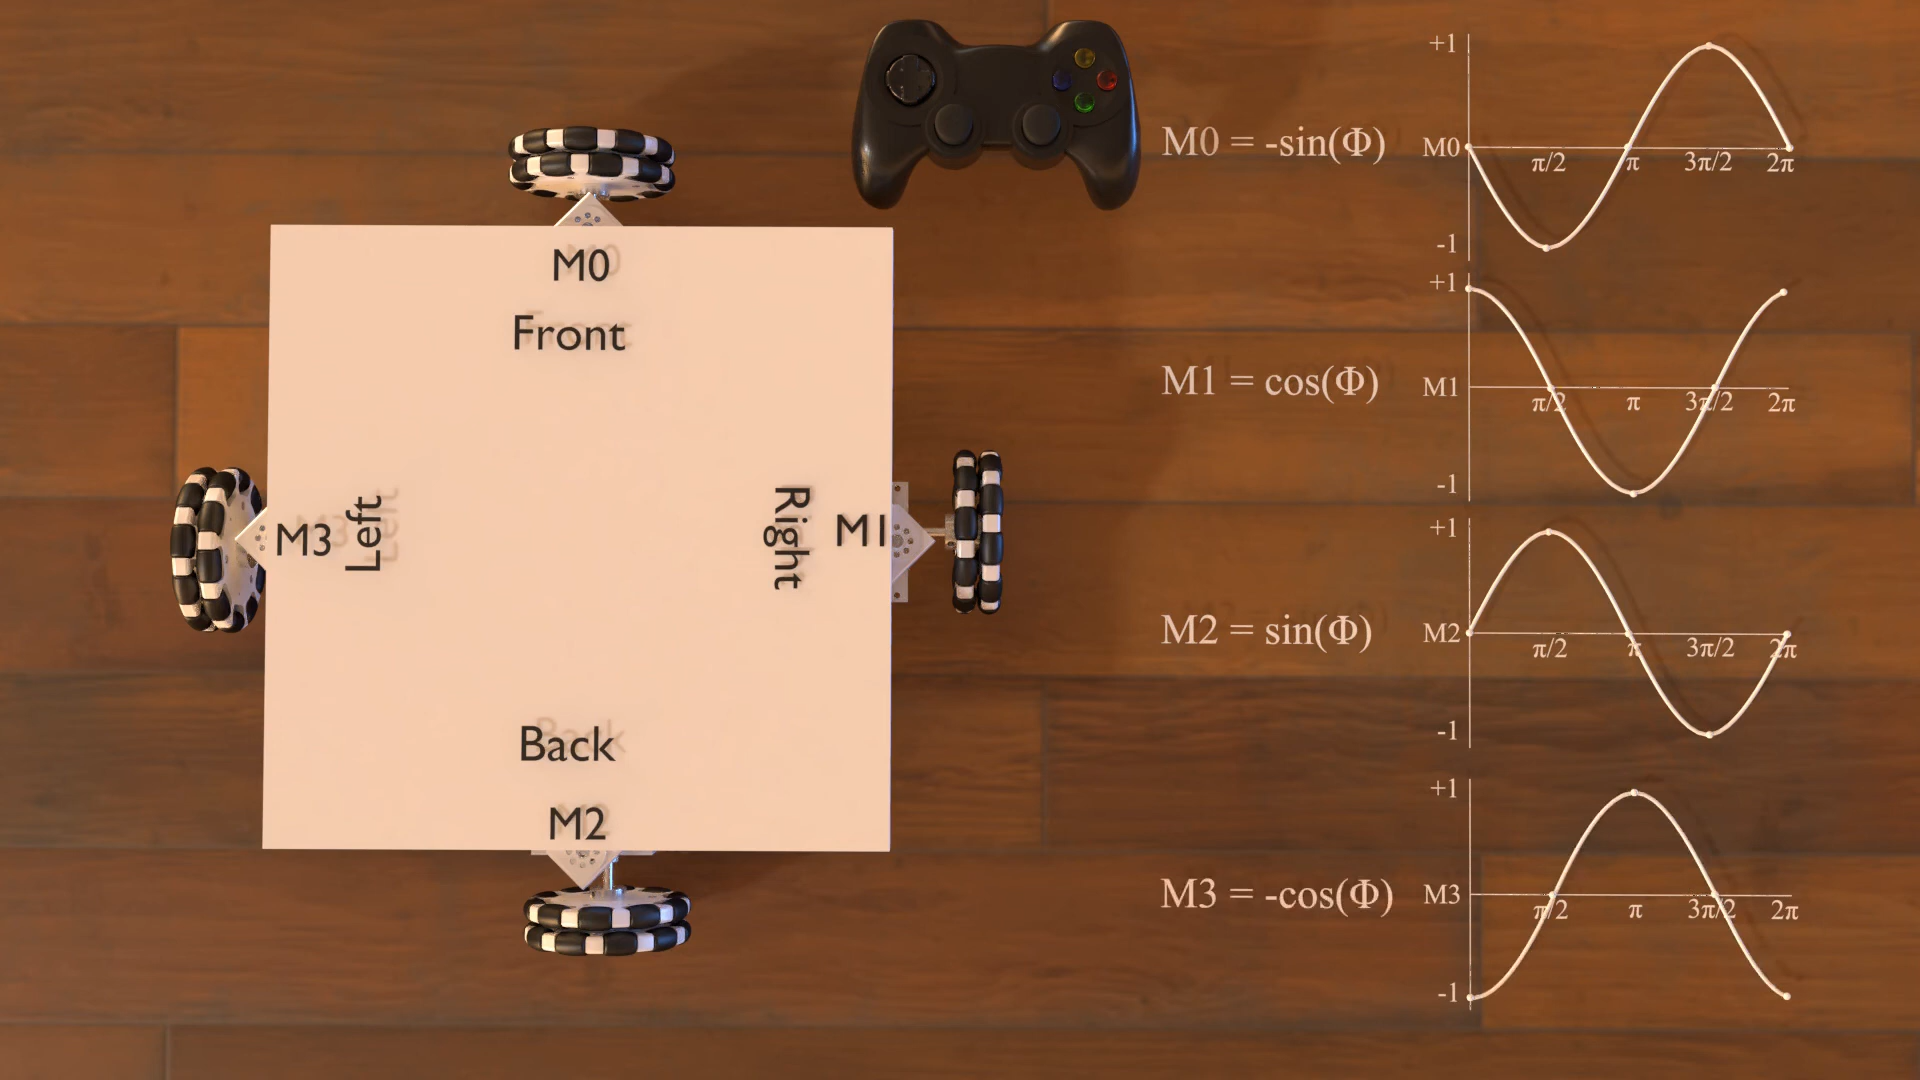 M0
Front
M3
Left
Right
M1
Back
M2
M0 = -sin(Φ)
+1
M0
π/2
π
3π/2
2π
-1
M1 = cos(Φ)
+1
M1
π/2
π
3π/2
2π
-1
M2 = sin(Φ)
+1
M2
π/2
π
3π/2
2π
-1
M3 = -cos(Φ)
+1
M3
π/2
π
3π/2
2π
-1